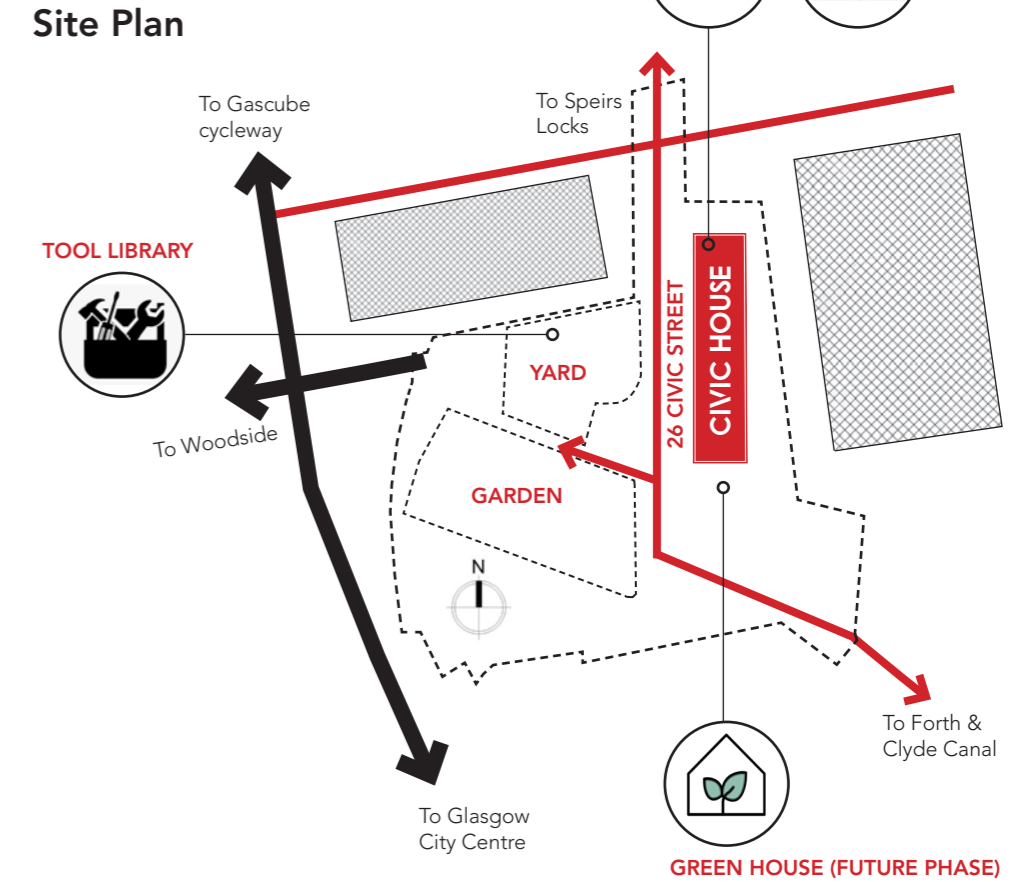 Site Plan
To Gascube
cycleway
To Speirs
Locks
TOOL LIBRARY
26 CIVIC STREET
CIVIC HOUSE
YARD
To Woodside
GARDEN
N
To Forth &
Clyde Canal
To Glasgow
City Centre
GREEN HOUSE (FUTURE PHASE)